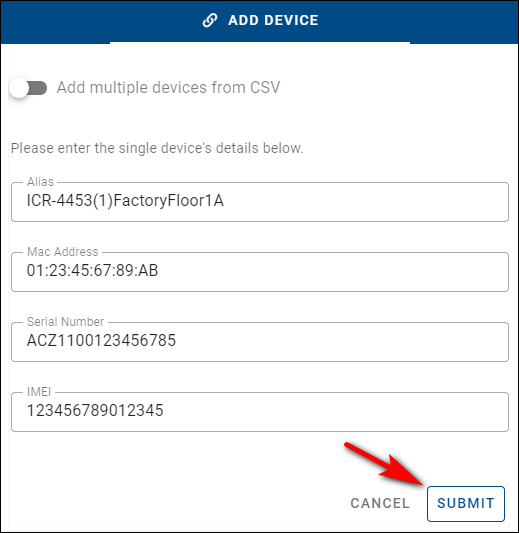 ADD DEVICE
Add multiple devices from CSV
Please enter the single device's details below.
Alias
ICR-4453(1)FactoryFloor1A
Mac Address
01:23:45:67:89:AB
Serial Number
ACZ1100123456785
IMEI
123456789012345
CANCEL SUBMIT